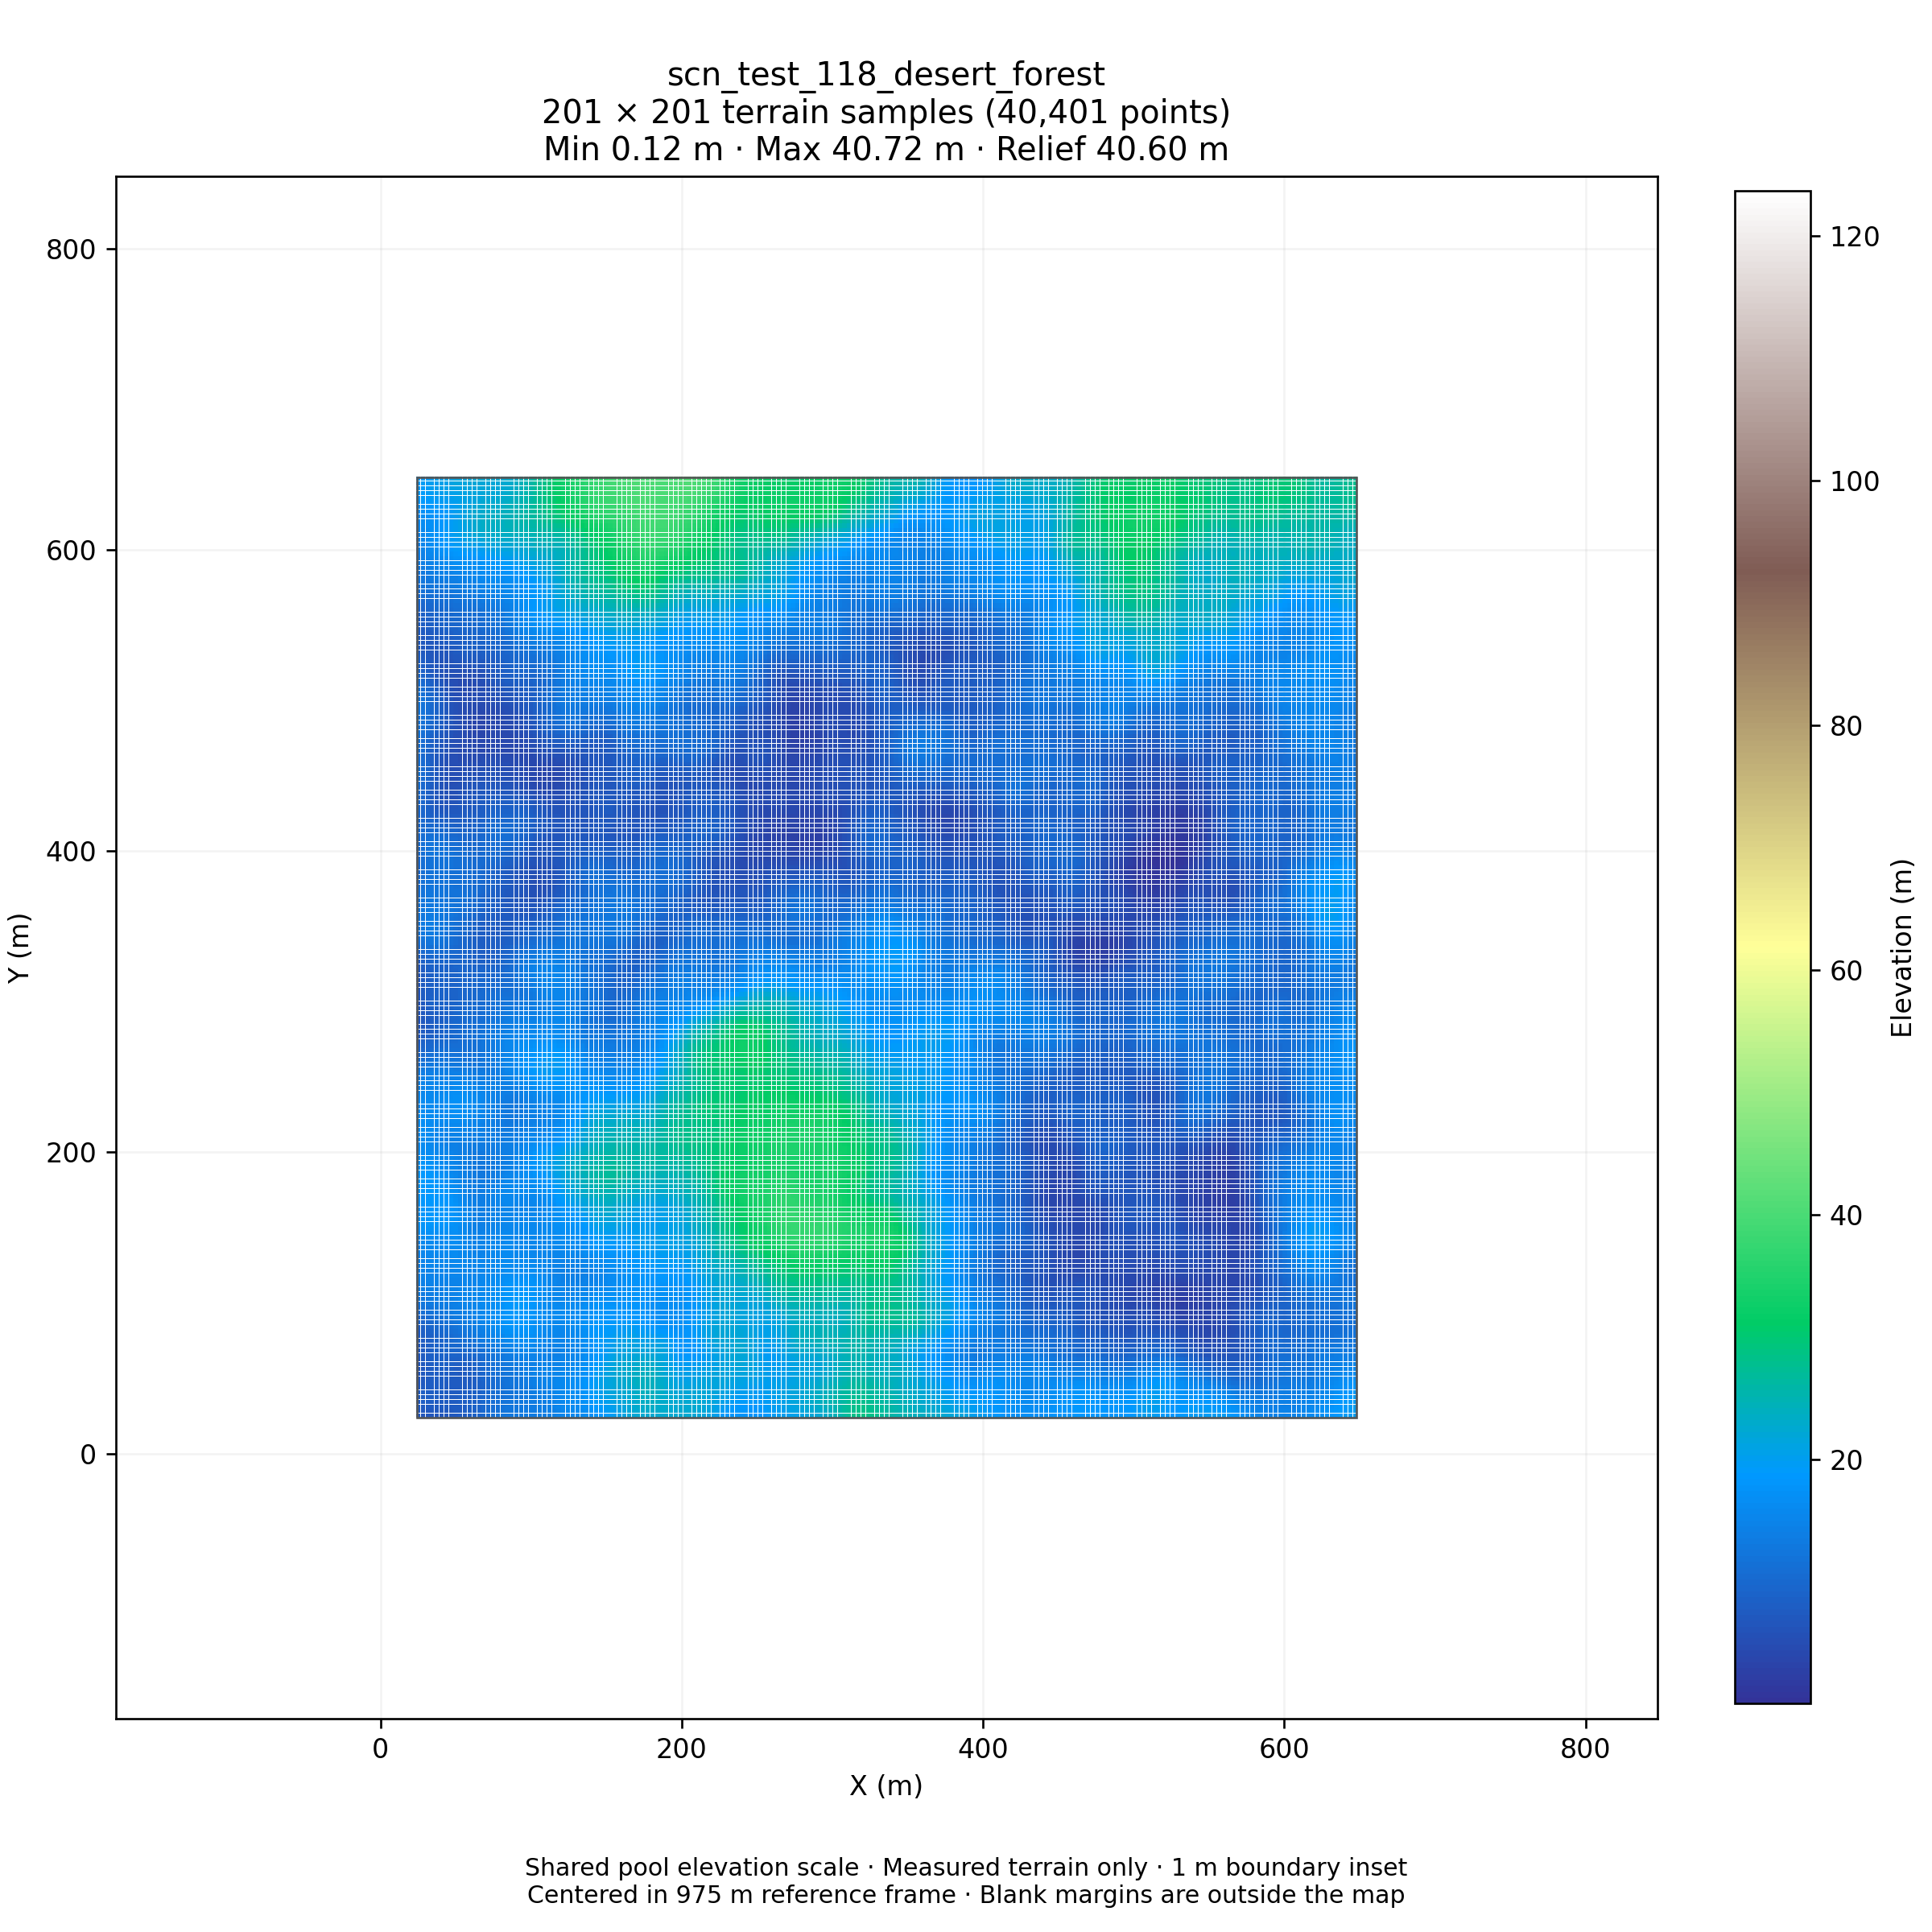 scn_test_118_desert_forest
201 × 201 terrain samples (40,401 points)
Min 0.12 m · Max 40.72 m · Relief 40.60 m
800
600
400
200
0
Y (m)
0
200
400
600
800
X (m)
120
100
80
60
40
20
Elevation (m)
Shared pool elevation scale · Measured terrain only · 1 m boundary inset
Centered in 975 m reference frame · Blank margins are outside the map